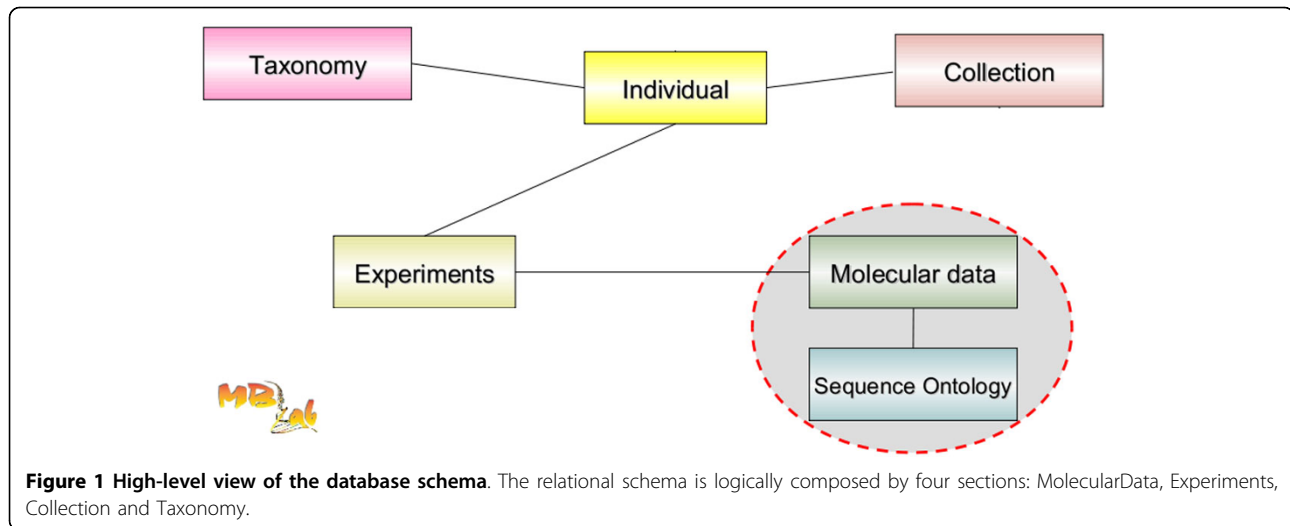 Taxonomy
Individual
Collection
Experiments
Molecular data
Sequence Ontology
MB Lab
Figure 1 High-level view of the database schema. The relational schema is logically composed by four sections: MolecularData, Experiments,
Collection and Taxonomy.